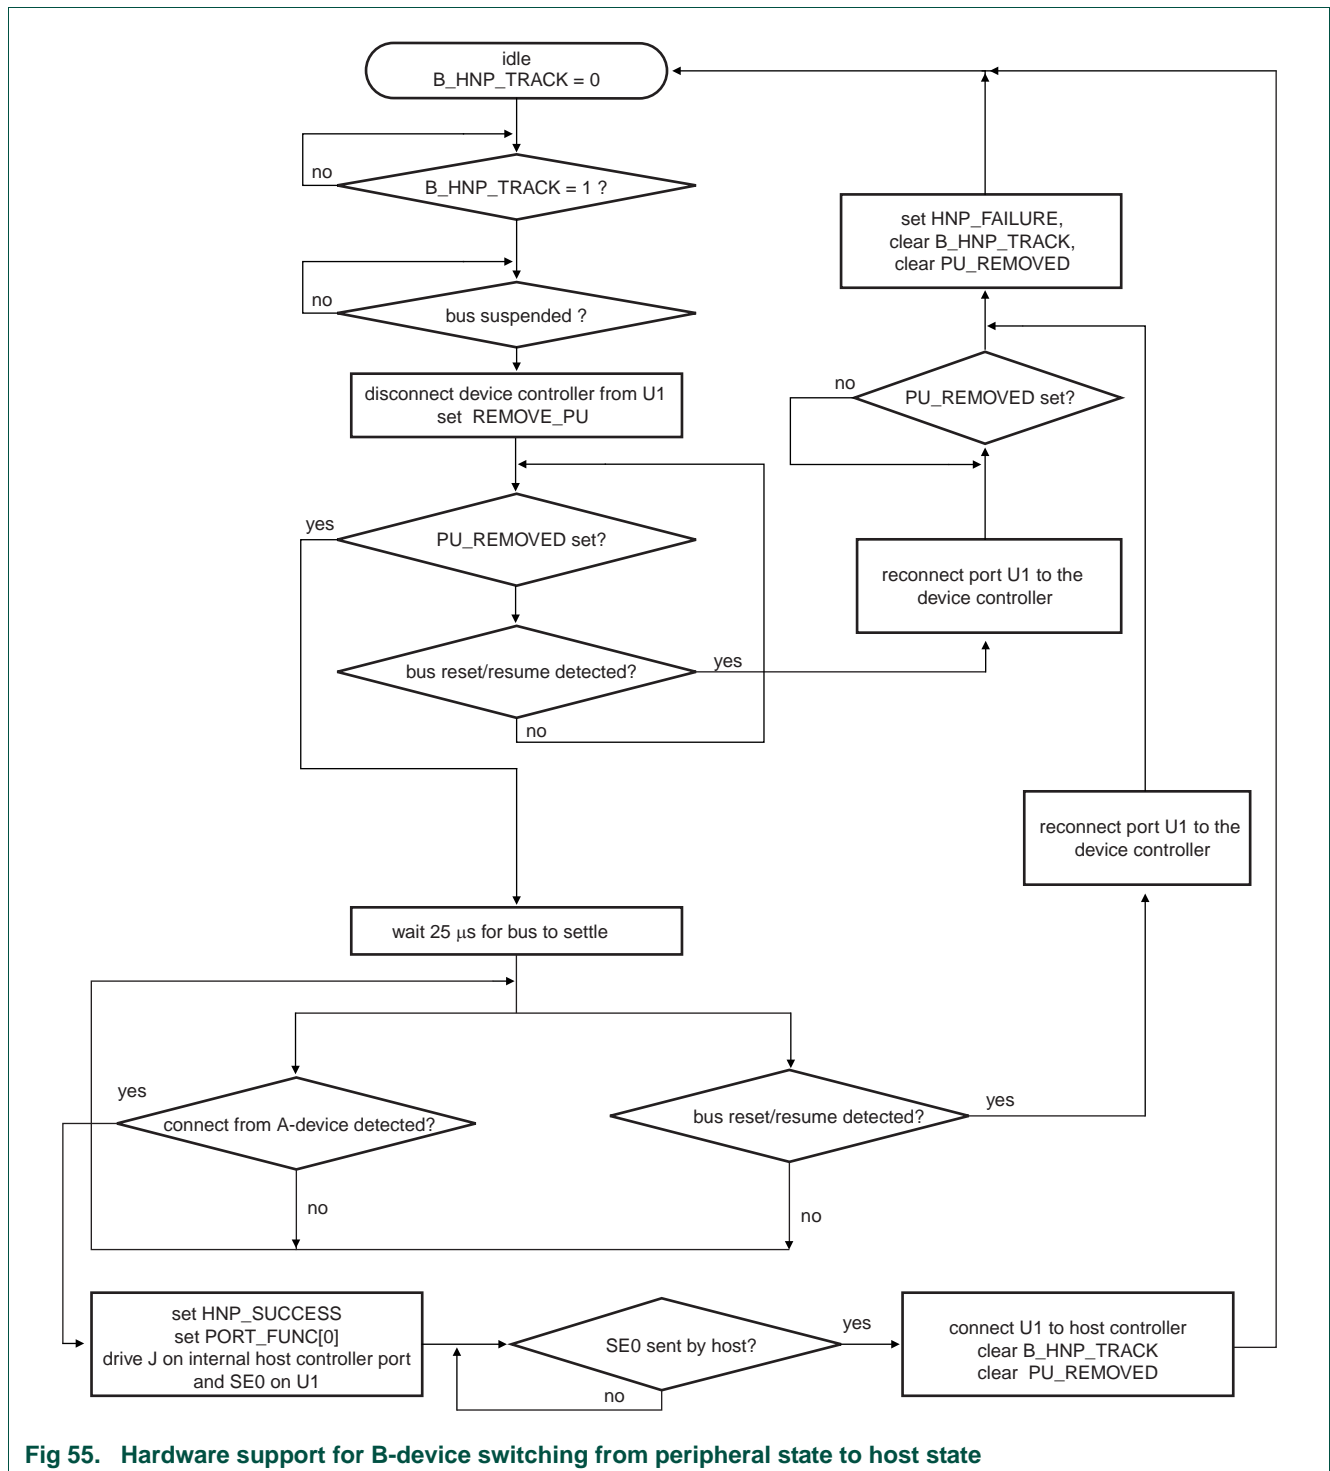 idle
B_HNP_TRACK = 0
no
B_HNP_TRACK = 1 ?
no
bus suspended ?
disconnect device controller from U1
set REMOVE_PU
yes
PU_REMOVED set?
bus reset/resume detected?
yes
no
set HNP_FAILURE,
clear B_HNP_TRACK,
clear PU_REMOVED
no
PU_REMOVED set?
reconnect port U1 to the
device controller
reconnect port U1 to the
device controller
wait 25 μs for bus to settle
yes
connect from A-device detected?
no
bus reset/resume detected?
yes
no
set HNP_SUCCESS
set PORT_FUNC[0]
drive J on internal host controller port
and SE0 on U1
SE0 sent by host?
yes
no
connect U1 to host controller
clear B_HNP_TRACK
clear PU_REMOVED
Fig 55. Hardware support for B-device switching from peripheral state to host state